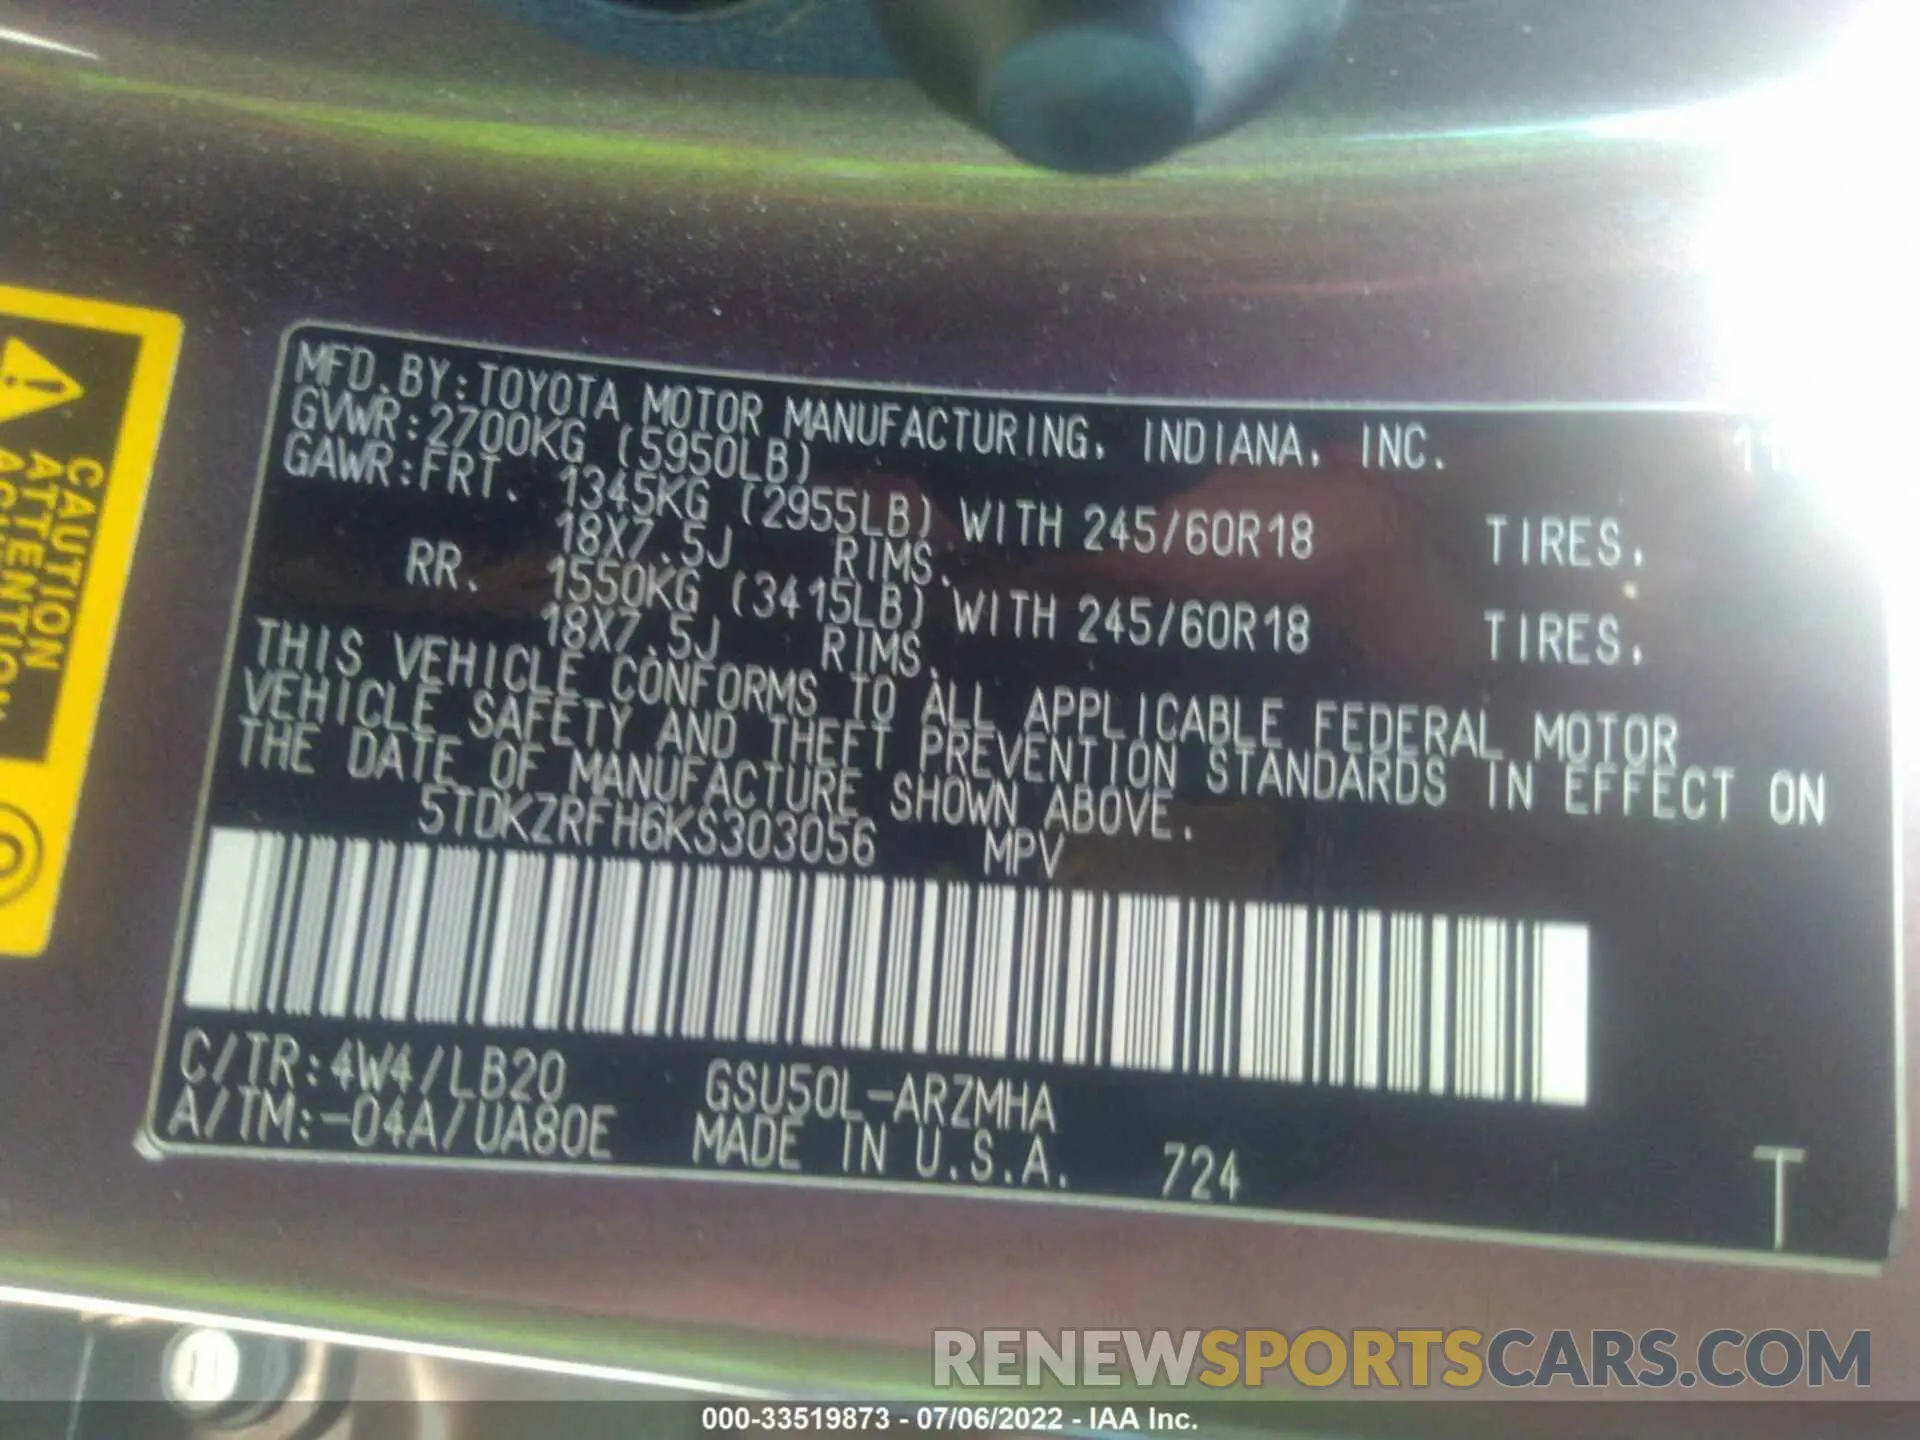 MFD. BY: TOYOTA MOTOR MANUFACTURING, INDIANA, INC. 11
GVWR: 2700KG (5950LB)
GAWR: FRT. 1345KG (2955LB) WITH 245/60R18 TIRES.
18X7.5J RIMS.
RR. 1550KG (3415LB) WITH 245/60R18 TIRES.
18X7.5J RIMS.
THIS VEHICLE CONFORMS TO ALL APPLICABLE FEDERAL MOTOR
VEHICLE SAFETY AND THEFT PREVENTION STANDARDS IN EFFECT ON
THE DATE OF MANUFACTURE SHOWN ABOVE.
5TDKZRFH6KS303056 MPV
C/TR: 4W4/LB20 GSU50L-ARZMHA
A/TM: -04A/UA80E MADE IN U.S.A. 724
T
CAUTION
ATTENTION
RENEWSPORTSCARS.COM
000-33519873 - 07/06/2022 - IAA Inc.